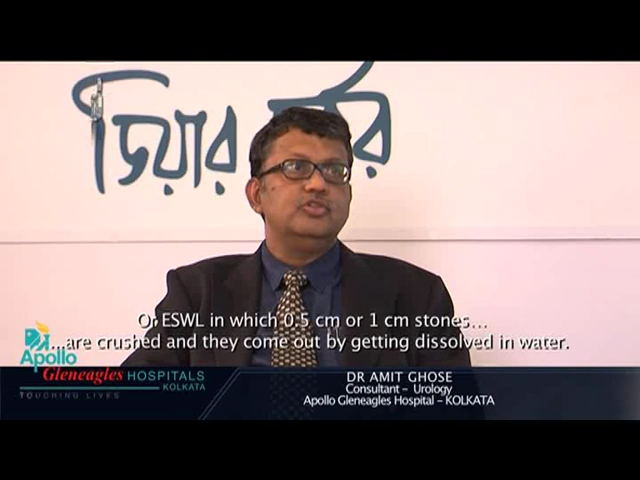 ডিয়ার
Or ESWL in which 0.5 cm or 1 cm stones...
...are crushed and they come out by getting dissolved in water.
Apollo
Gleneagles HOSPITALS
KOLKATA
TOUCHING LIVES
DR AMIT GHOSE
Consultant – Urology
Apollo Gleneagles Hospital – KOLKATA